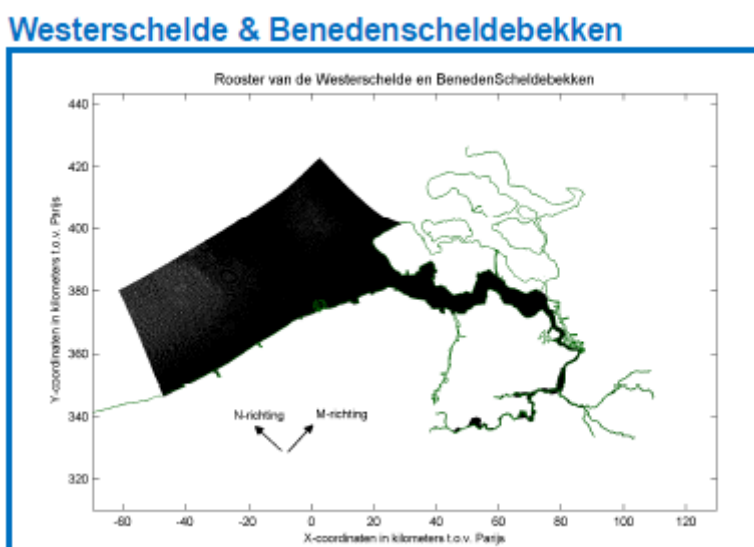 Westerschelde & Benedenscheldebekken
Rooster van de Westerschelde en BenedenScheldebekken
440
420
400
380
360
340
320
Y-coordinaten in kilometers t.o.v. Parijs
N-richting
M-richting
-60 -40 -20 0 20 40 60 80 100 120
X-coordinaten in kilometers t.o.v. Parijs